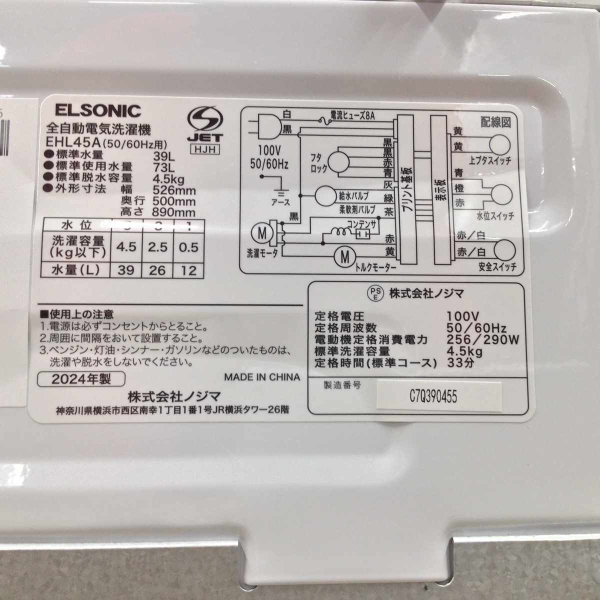 ELSONIC
全自動電気洗濯機
EHL45A(50/60Hz用)
●標準水量 39L
●標準使用水量 73L
●標準脱水容量 4.5kg
●外形寸法 幅 526mm
奥行 500mm
高さ 890mm
S
JET
HJH
水位 5 3 1
洗濯容量(kg以下) 4.5 2.5 0.5
水量(L) 39 26 12
配線図
白
電流ヒューズ8A
黒
100V
50/60Hz
アース
フタロック
黒
黒
赤
青
灰
給水バルブ
緑
柔軟剤バルブ
茶
黒
コンデンサ
M
洗濯モータ
赤
黄
M
トルクモーター
プリント基板
表示板
黄
黄
上ブタスイッチ
青
橙
赤
水位スイッチ
赤/白
赤/白
安全スイッチ
■使用上の注意
1.電源は必ずコンセントからとること。
2.周囲に間隔をおいて設置すること。
3.ベンジン・灯油・シンナー・ガソリンなどのついたものは、
洗濯や脱水をしないでください。
2024年製
MADE IN CHINA
株式会社ノジマ
神奈川県横浜市西区南幸1丁目1番1号JR横浜タワー26階
PSE 株式会社ノジマ
定格電圧 100V
定格周波数 50/60Hz
電動機定格消費電力 256/290W
標準洗濯容量 4.5kg
定格時間(標準コース) 33分
製造番号 C7Q390455